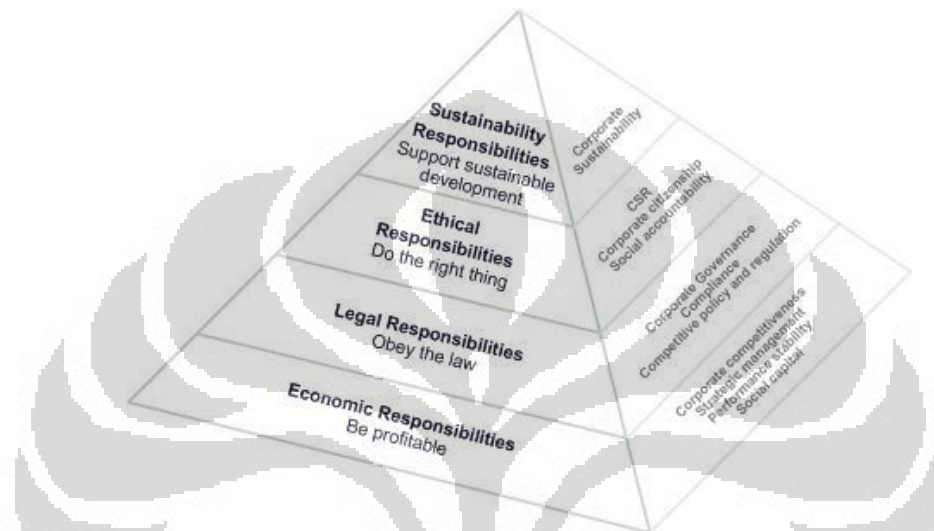 Sustainability
Responsibilities
Support sustainable
development
Corporate
Sustainability
Ethical
Responsibilities
Do the right thing
CSR
Corporate citizenship
Social accountability
Legal Responsibilities
Obey the law
Corporate Governance
Compliance
Competitive policy and regulation
Economic Responsibilities
Be profitable
Corporate competitiveness
Strategic management
Performance stability
Social capital